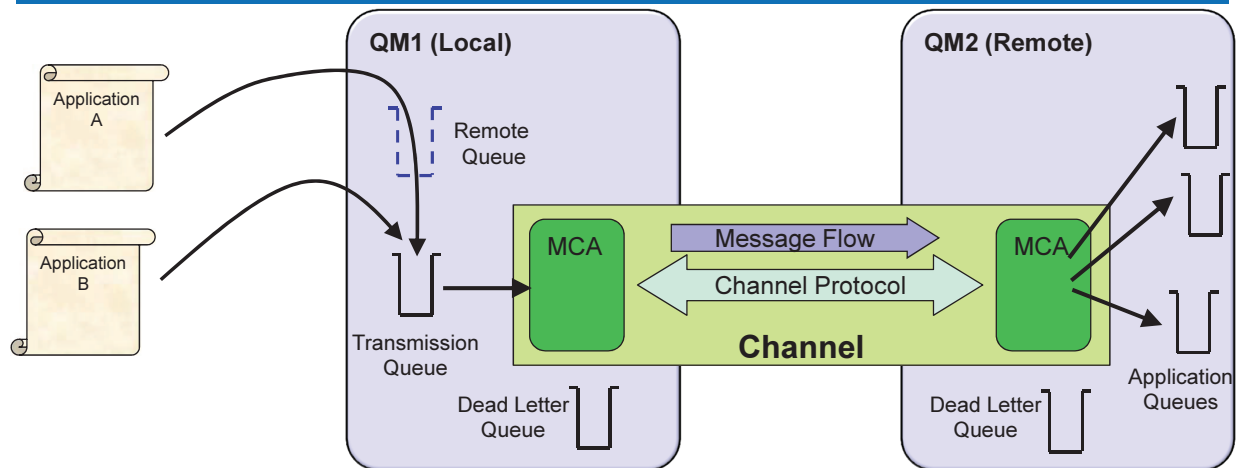 QM1 (Local)
QM2 (Remote)
Application
A
Remote
Queue
Application
B
MCA
Message Flow
MCA
Channel Protocol
Channel
Transmission
Queue
Dead Letter
Queue
Dead Letter
Queue
Application
Queues